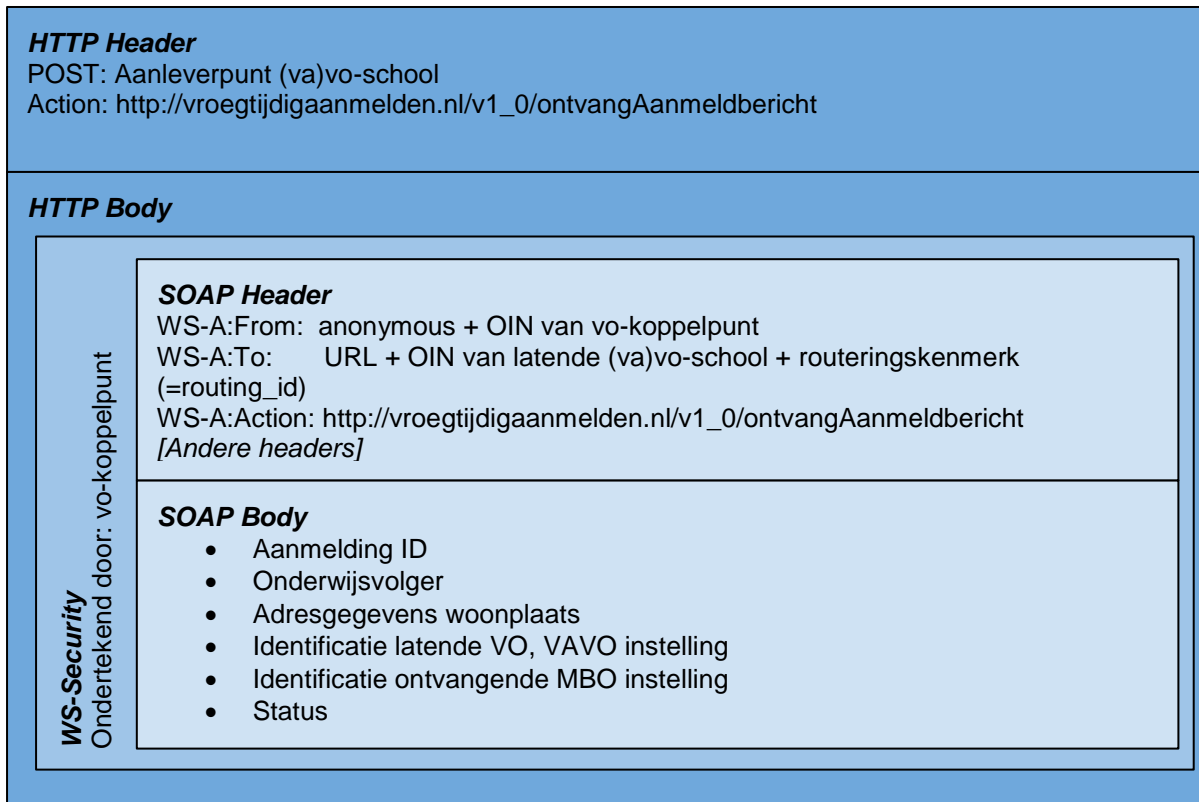 HTTP Header
POST: Aanleverpunt (va)vo-school
Action: http://vroegtijdigaanmelden.nl/v1_0/ontvangAanmeldbericht
HTTP Body
WS-Security
Ondertekend door: vo-koppelpunt
SOAP Header
WS-A:From: anonymous + OIN van vo-koppelpunt
WS-A:To: URL + OIN van latende (va)vo-school + routeringskenmerk
(=routing_id)
WS-A:Action: http://vroegtijdigaanmelden.nl/v1_0/ontvangAanmeldbericht
[Andere headers]
SOAP Body
• Aanmelding ID
• Onderwijsvolger
• Adresgegevens woonplaats
• Identificatie latende VO, VAVO instelling
• Identificatie ontvangende MBO instelling
• Status